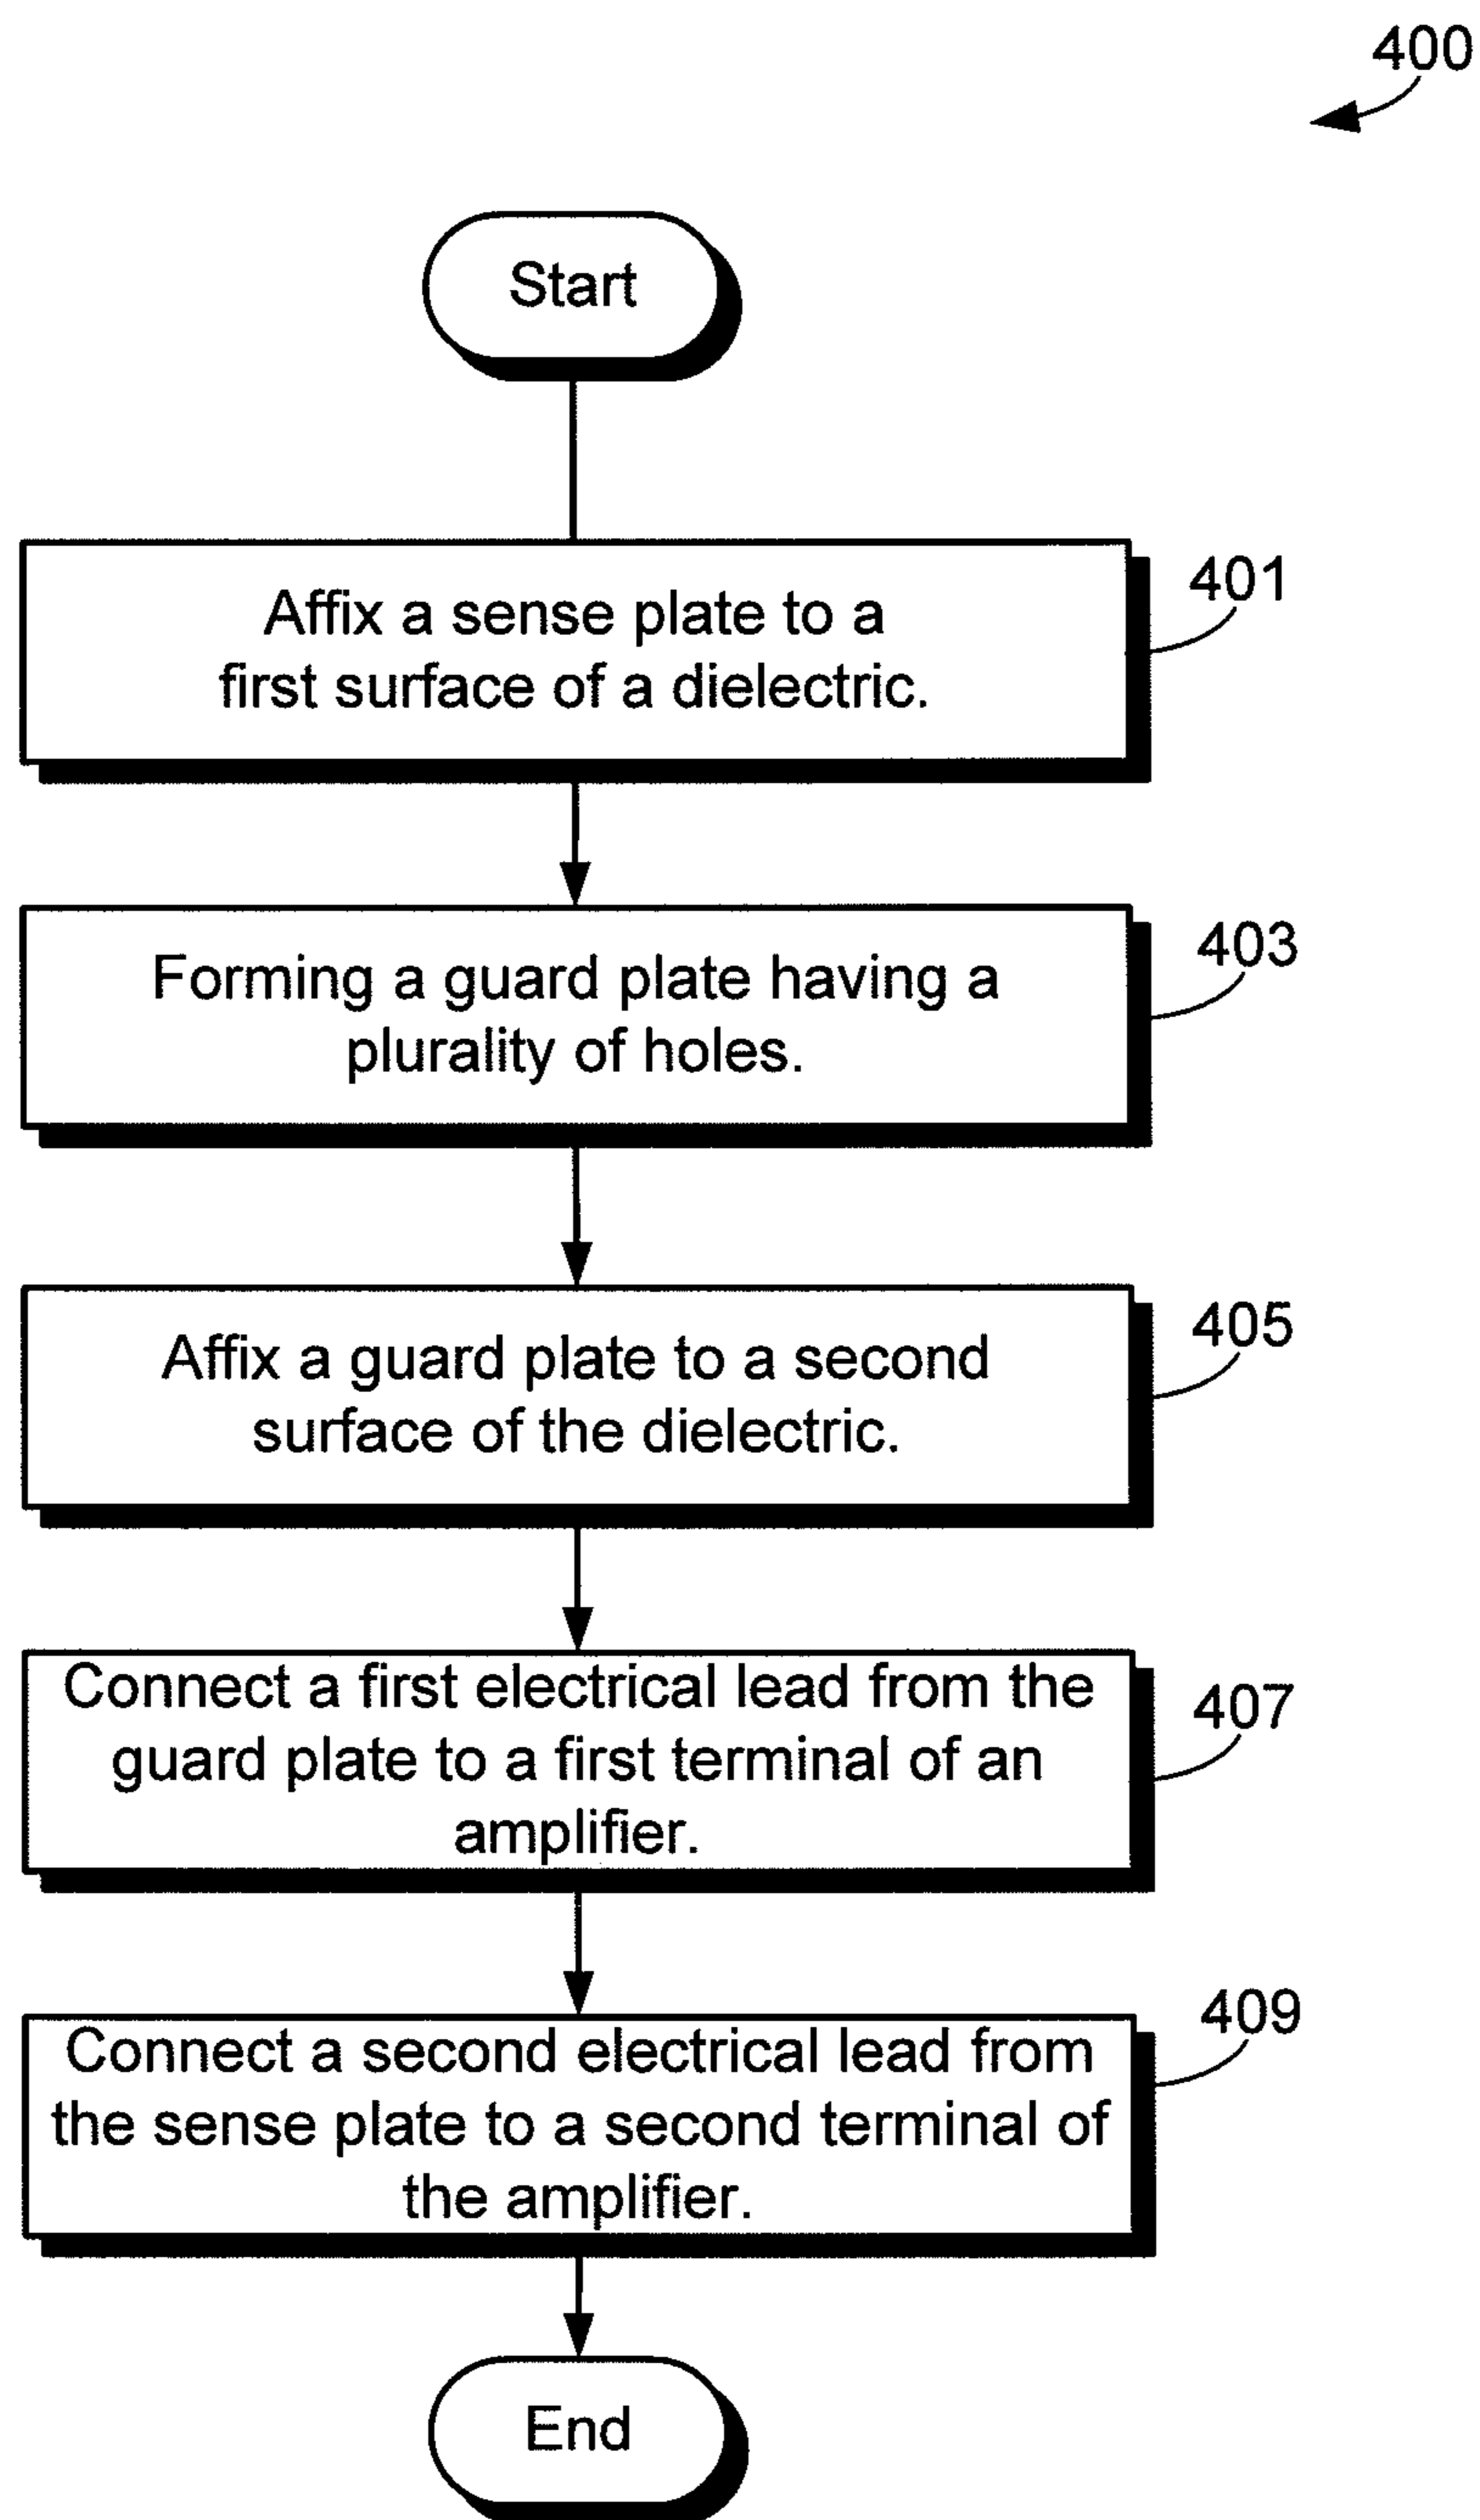 400
Start
Affix a sense plate to a
first surface of a dielectric.
401
Forming a guard plate having a
plurality of holes.
403
Affix a guard plate to a second
surface of the dielectric.
405
Connect a first electrical lead from the
guard plate to a first terminal of an
amplifier.
407
Connect a second electrical lead from
the sense plate to a second terminal of
the amplifier.
409
End